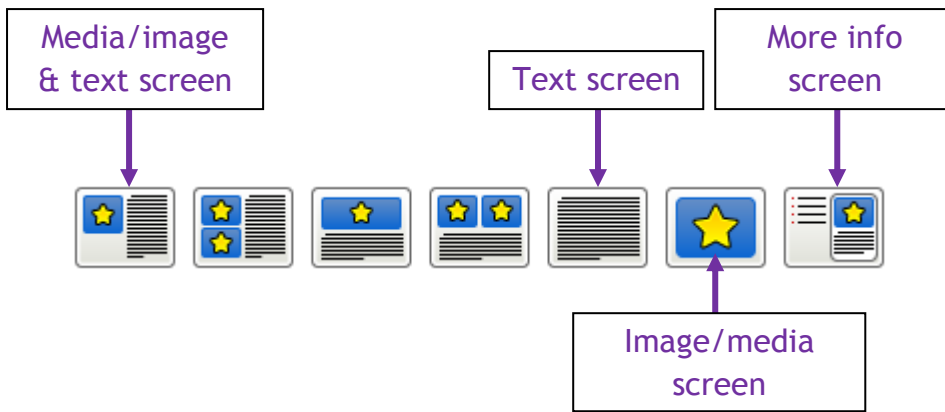 Media/image
& text screen
Text screen
More info
screen
Image/media
screen